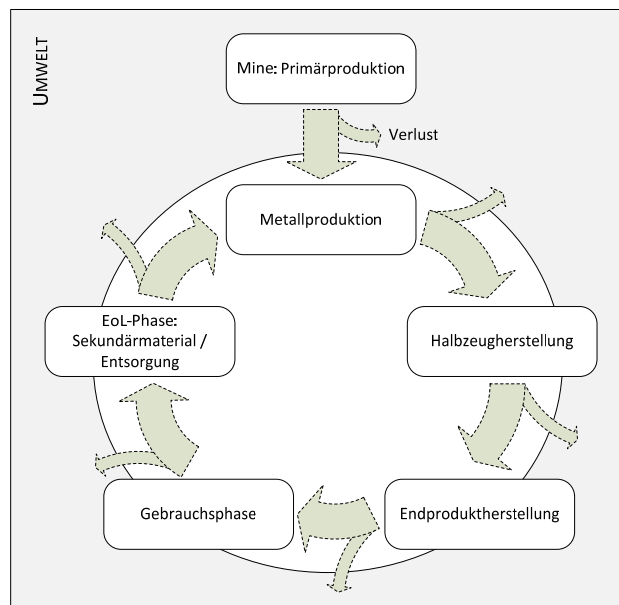 UMWELT
Mine: Primärproduktion
Verlust
Metallproduktion
EoL-Phase:
Sekundärmaterial /
Entsorgung
Halbzeugherstellung
Gebrauchsphase
Endproduktherstellung